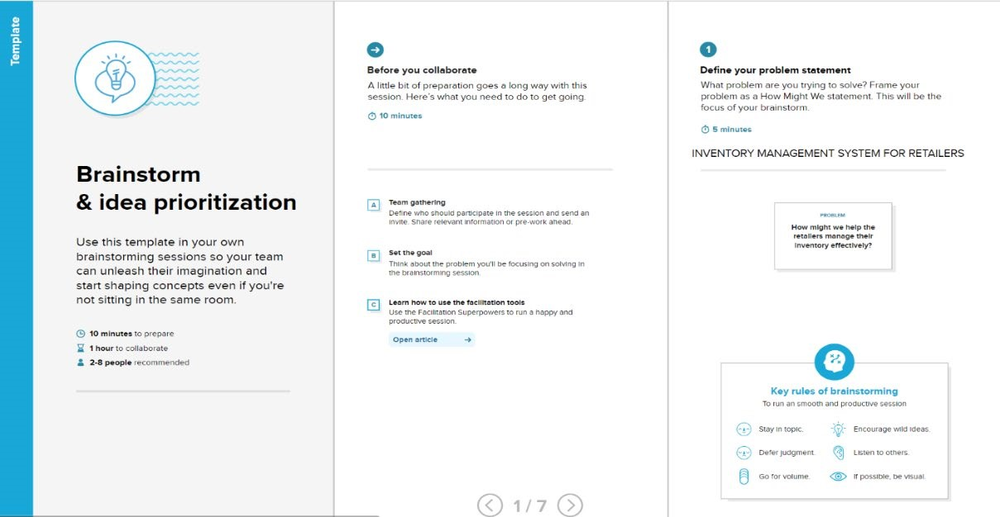 Template
Brainstorm
& idea prioritization
Use this template in your own
brainstorming sessions so your team
can unleash their imagination and
start shaping concepts even if you're
not sitting in the same room.
10 minutes to prepare
1 hour to collaborate
2-8 people recommended
Before you collaborate
A little bit of preparation goes a long way with this
session. Here's what you need to do to get going.
10 minutes
A
Team gathering
Define who should participate in the session and send an
invite. Share relevant information or pre-work ahead.
B
Set the goal
Think about the problem you'll be focusing on solving in
the brainstorming session.
C
Learn how to use the facilitation tools
Use the Facilitation Superpowers to run a happy and
productive session.
Open article
1
Define your problem statement
What problem are you trying to solve? Frame your
problem as a How Might We statement. This will be the
focus of your brainstorm.
5 minutes
INVENTORY MANAGEMENT SYSTEM FOR RETAILERS
PROBLEM
How might we help the
retailers manage their
inventory effectively?
Key rules of brainstorming
To run an smooth and productive session
Stay in topic.
Encourage wild ideas.
Defer judgment.
Listen to others.
Go for volume.
If possible, be visual.
1 / 7